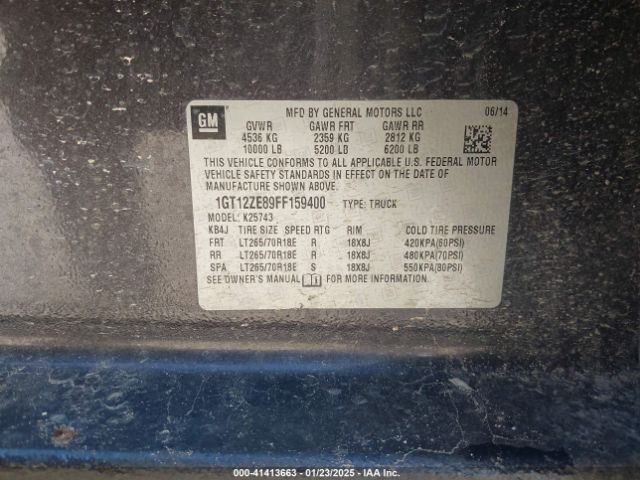 GM
MFD BY GENERAL MOTORS LLC 06/14
GVWR GAWR FRT GAWR RR
4536 KG 2359 KG 2812 KG
10000 LB 5200 LB 6200 LB
THIS VEHICLE CONFORMS TO ALL APPLICABLE U.S. FEDERAL MOTOR
VEHICLE SAFETY STANDARDS IN EFFECT ON THE DATE OF
MANUFACTURE SHOWN ABOVE.
1GT12ZE89FF159400 TYPE: TRUCK
MODEL: K25743
KB4J TIRE SIZE SPEED RTG RIM COLD TIRE PRESSURE
FRT LT265/70R18E R 18X8J 420KPA(60PSI)
RR LT265/70R18E R 18X8J 480KPA(70PSI)
SPA LT265/70R18E S 18X8J 550KPA(80PSI)
SEE OWNER'S MANUAL FOR MORE INFORMATION.
000-41413663 - 01/23/2025 - IAA Inc.